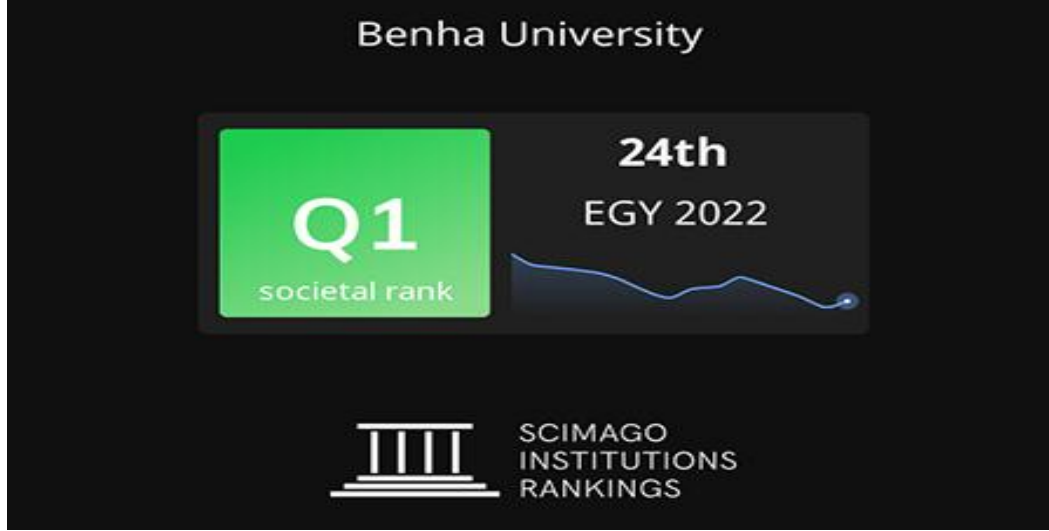 Benha University
Q1
societal rank
24th
EGY 2022
SCIMAGO
INSTITUTIONS
RANKINGS